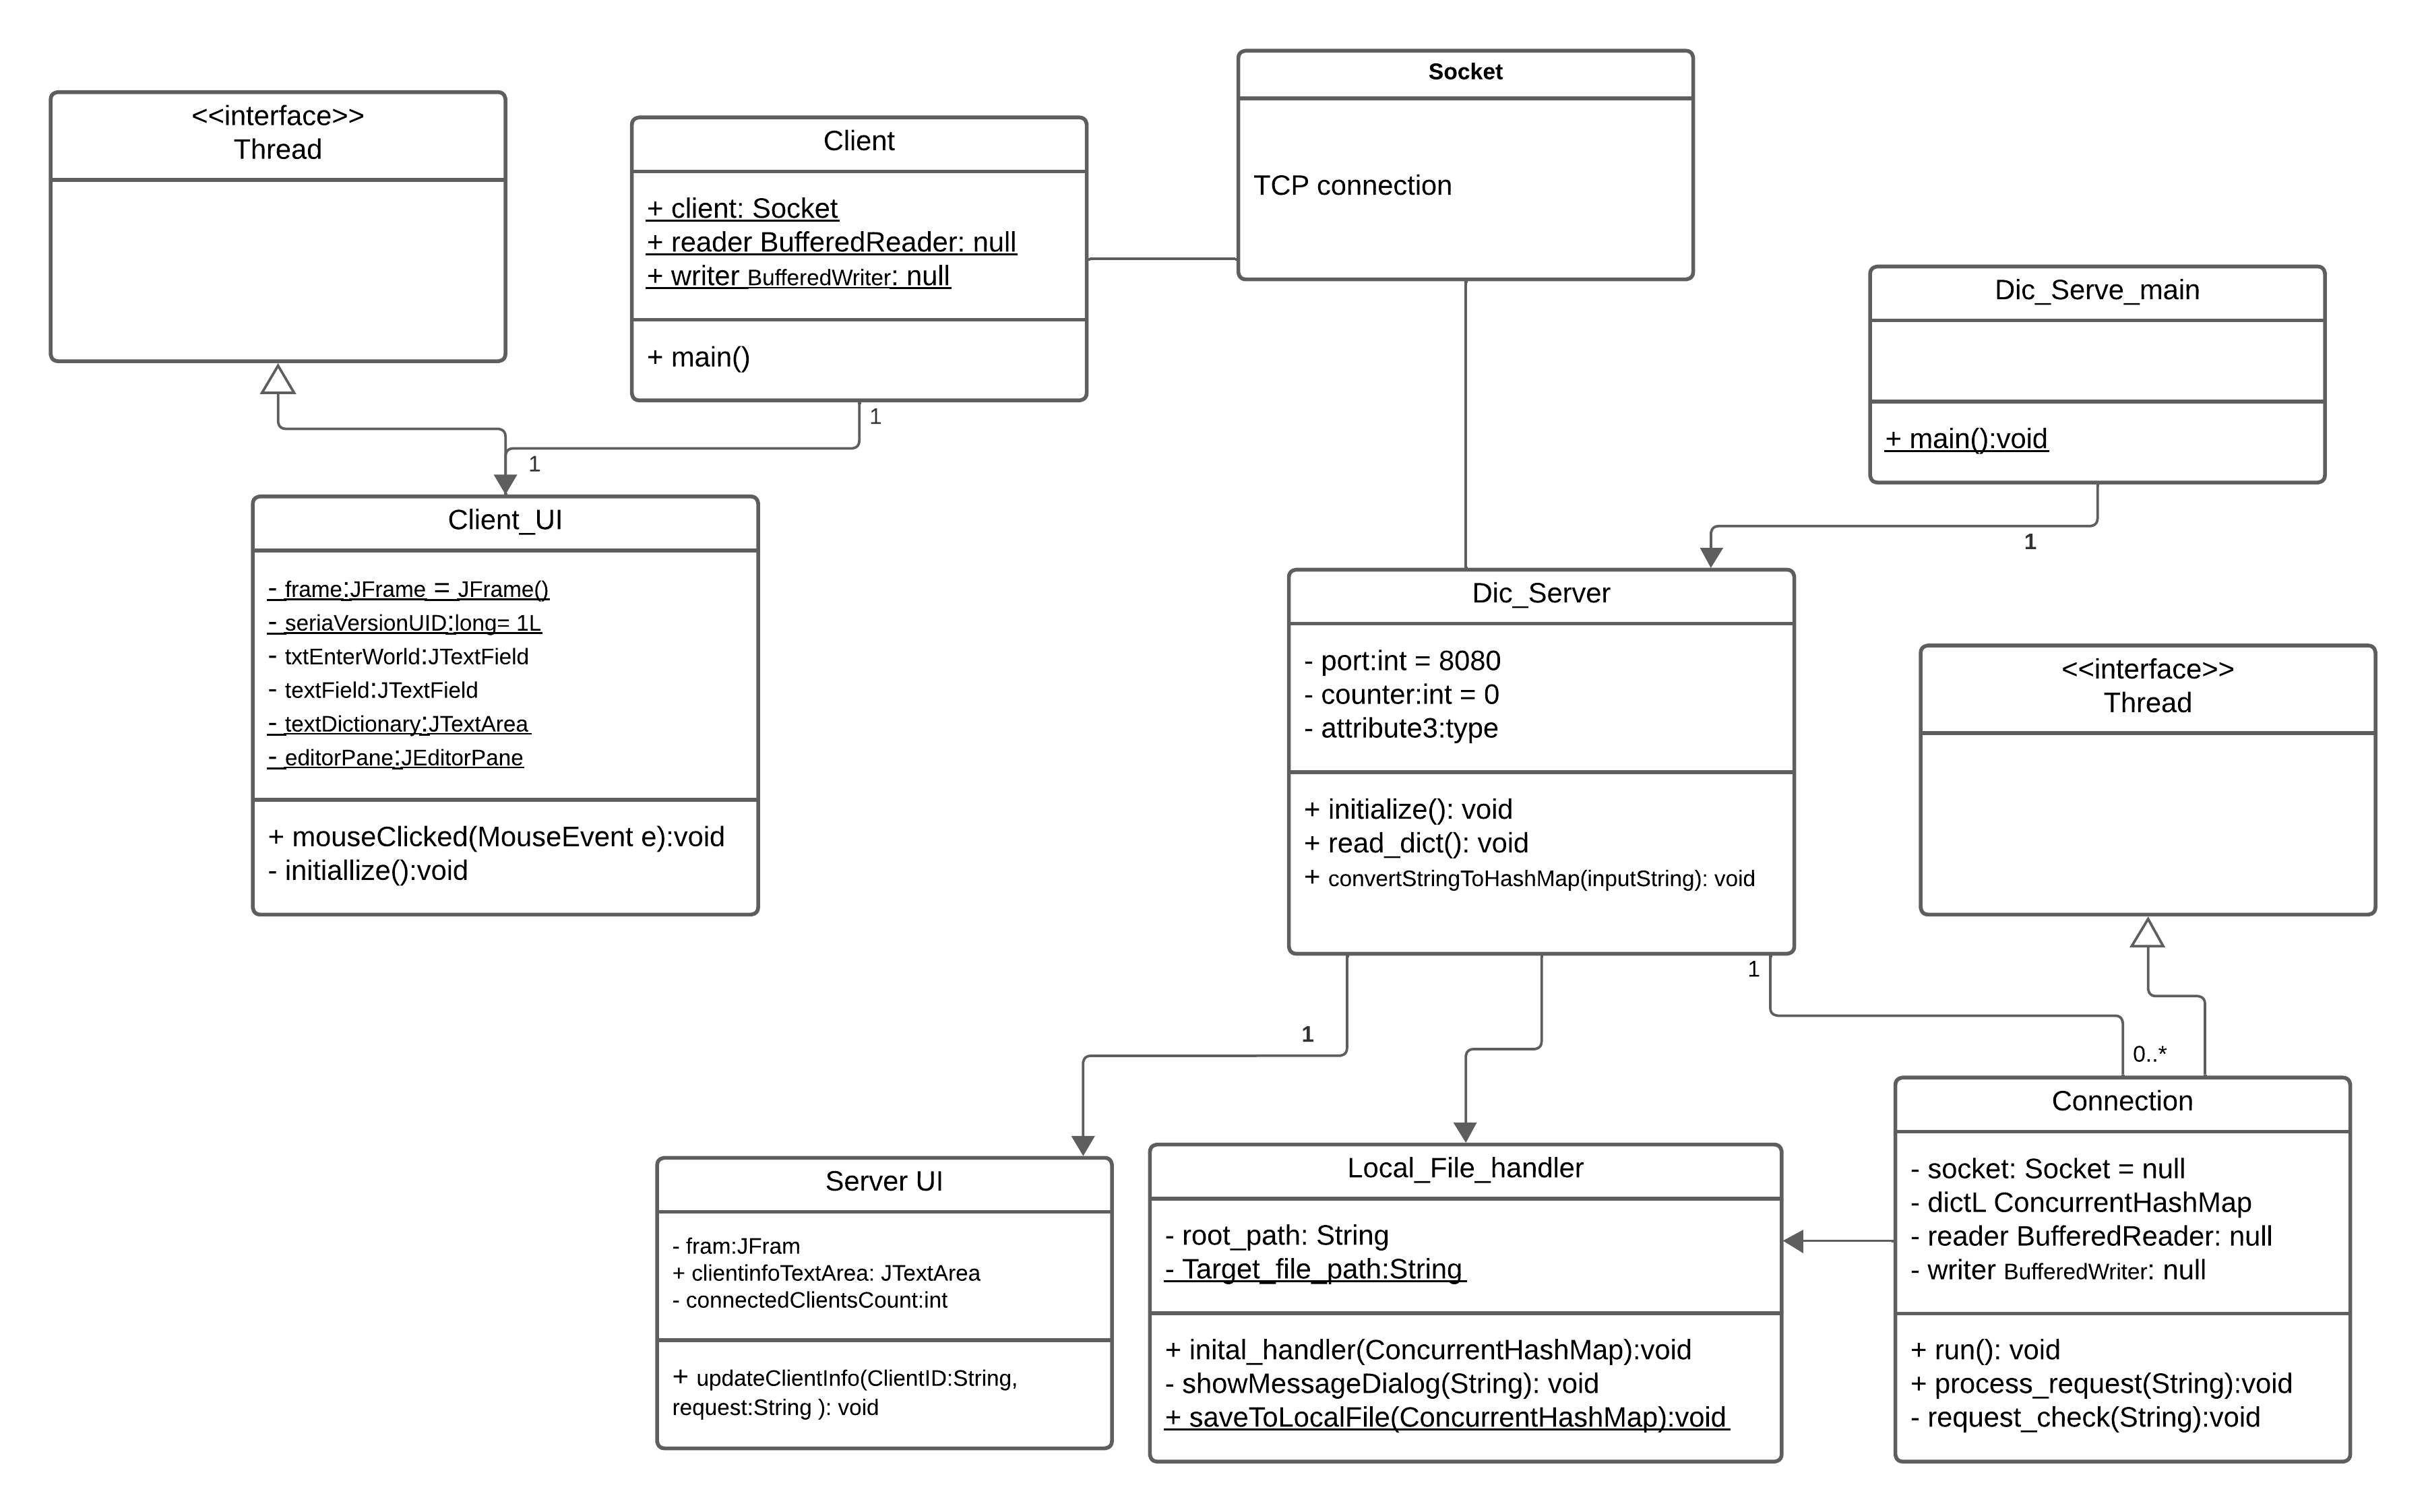 Socket
TCP connection
<<interface>>
Thread
Client
+ client: Socket
+ reader BufferedReader: null
+ writer BufferedWriter: null
+ main()
1
1
Dic_Serve_main
+ main():void
1
Client_UI
- frame:JFrame = JFrame()
- seriaVersionUID:long= 1L
- txtEnterWorld:JTextField
- textField:JTextField
- textDictionary:JTextArea
- editorPane:JEditorPane
+ mouseClicked(MouseEvent e):void
- initiallize():void
Dic_Server
- port:int = 8080
- counter:int = 0
- attribute3:type
+ initialize(): void
+ read_dict(): void
+ convertStringToHashMap(inputString): void
<<interface>>
Thread
1
1
0..*
Server UI
- fram:JFram
+ clientinfoTextArea: JTextArea
- connectedClientsCount:int
+ updateClientInfo(ClientID:String,
request:String ): void
Local_File_handler
- root_path: String
- Target_file_path:String
+ inital_handler(ConcurrentHashMap):void
- showMessageDialog(String): void
+ saveToLocalFile(ConcurrentHashMap):void
Connection
- socket: Socket = null
- dictL ConcurrentHashMap
- reader BufferedReader: null
- writer BufferedWriter: null
+ run(): void
+ process_request(String):void
- request_check(String):void